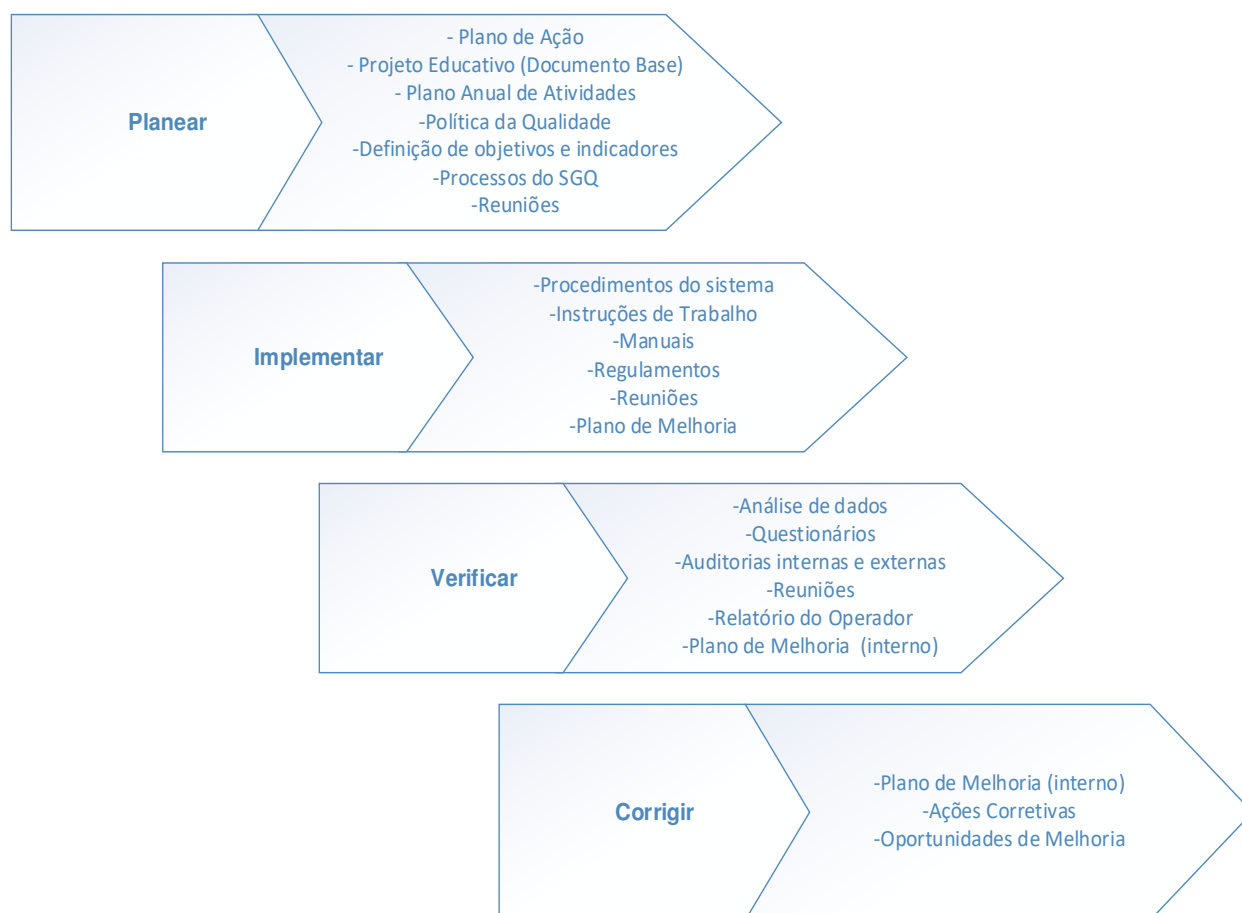 Planear
- Plano de Ação
- Projeto Educativo (Documento Base)
- Plano Anual de Atividades
-Política da Qualidade
-Definição de objetivos e indicadores
-Processos do SGQ
-Reuniões
Implementar
-Procedimentos do sistema
-Instruções de Trabalho
-Manuais
-Regulamentos
-Reuniões
-Plano de Melhoria
Verificar
-Análise de dados
-Questionários
-Auditorias internas e externas
-Reuniões
-Relatório do Operador
-Plano de Melhoria (interno)
Corrigir
-Plano de Melhoria (interno)
-Ações Corretivas
-Oportunidades de Melhoria